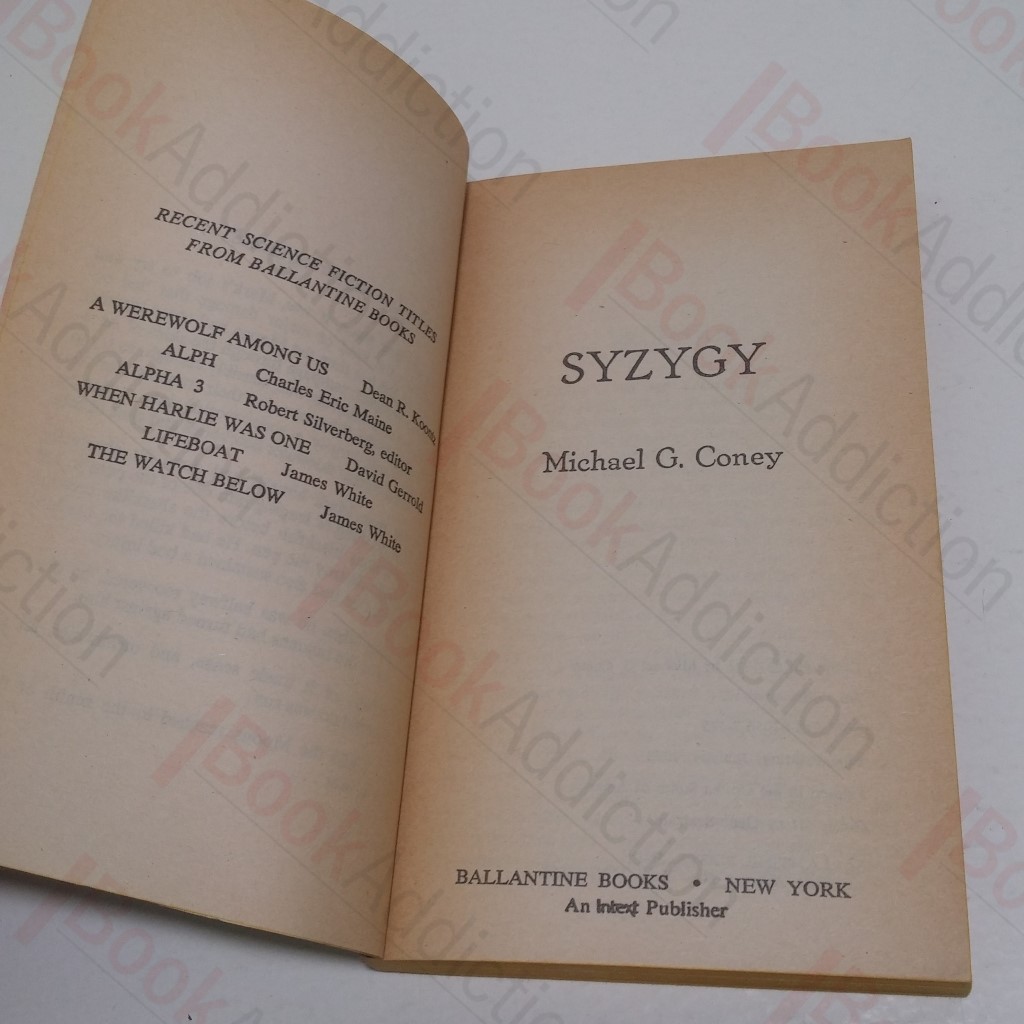 RECENT SCIENCE FICTION TITLES
FROM BALLANTINE BOOKS
A WEREWOLF AMONG US Dean R. Koontz
ALPH Charles Eric Maine
ALPHA 3 Robert Silverberg, editor
WHEN HARLIE WAS ONE David Gerrold
LIFEBOAT James White
THE WATCH BELOW James White
SYZYGY
Michael G. Coney
BALLANTINE BOOKS • NEW YORK
An Intext Publisher
BookAddiction